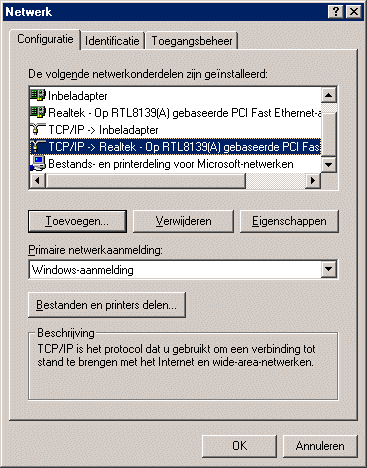 Netwerk
Configuratie Identificatie Toegangsbeheer
De volgende netwerkonderdelen zijn geïnstalleerd:
Inbeladapter
Realtek - Op RTL8139(A) gebaseerde PCI Fast Ethernet-a
TCP/IP -> Inbeladapter
TCP/IP -> Realtek - Op RTL8139(A) gebaseerde PCI Fas
Bestands- en printerdeling voor Microsoft-netwerken
Toevoegen... Verwijderen Eigenschappen
Primaire netwerkaanmelding:
Windows-aanmelding
Bestanden en printers delen...
Beschrijving
TCP/IP is het protocol dat u gebruikt om een verbinding tot
stand te brengen met het Internet en wide-area-netwerken.
OK Annuleren